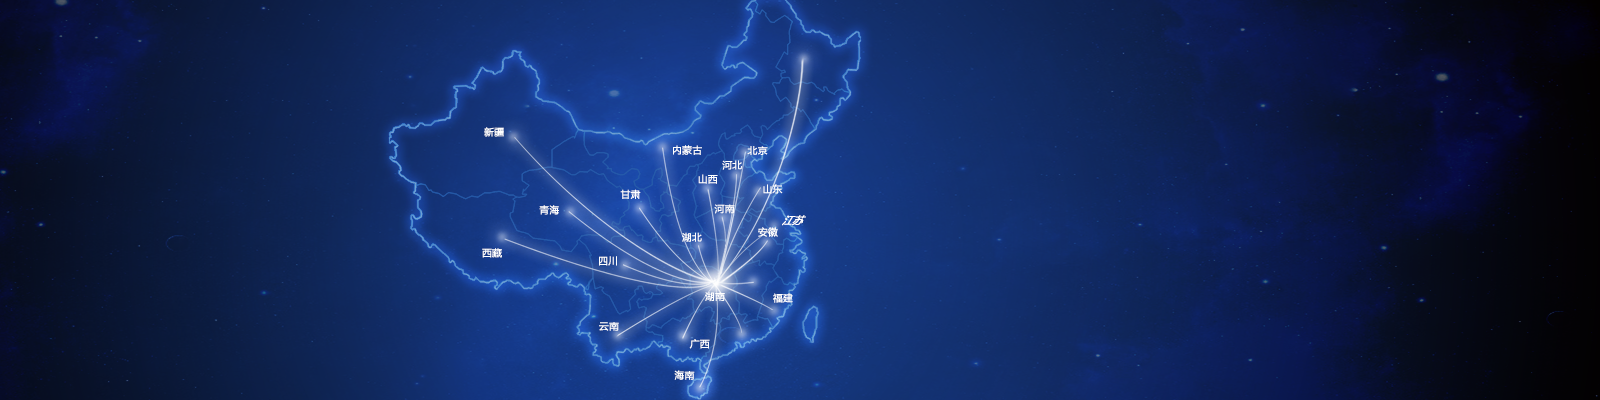 新疆
内蒙古
北京
河北
山西
山东
甘肃
青海
河南
江苏
安徽
湖北
西藏
四川
湖南
福建
云南
广西
海南